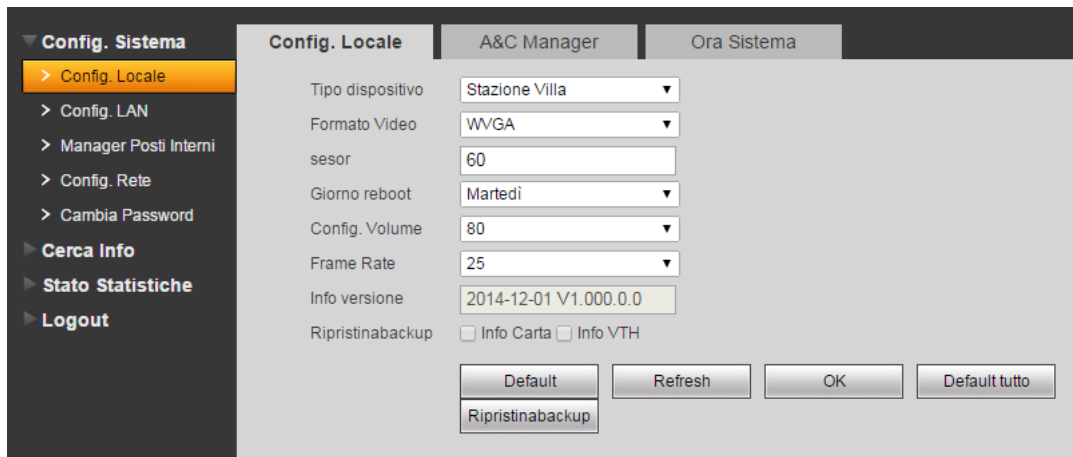 Config. Sistema
> Config. Locale
> Config. LAN
> Manager Posti Interni
> Config. Rete
> Cambia Password
Cerca Info
Stato Statistiche
Logout
Config. Locale A&C Manager Ora Sistema
Tipo dispositivo Stazione Villa
Formato Video WVGA
sesor 60
Giorno reboot Martedì
Config. Volume 80
Frame Rate 25
Info versione 2014-12-01 V1.000.0.0
Ripristinabackup Info Carta Info VTH
Default Refresh OK Default tutto
Ripristinabackup